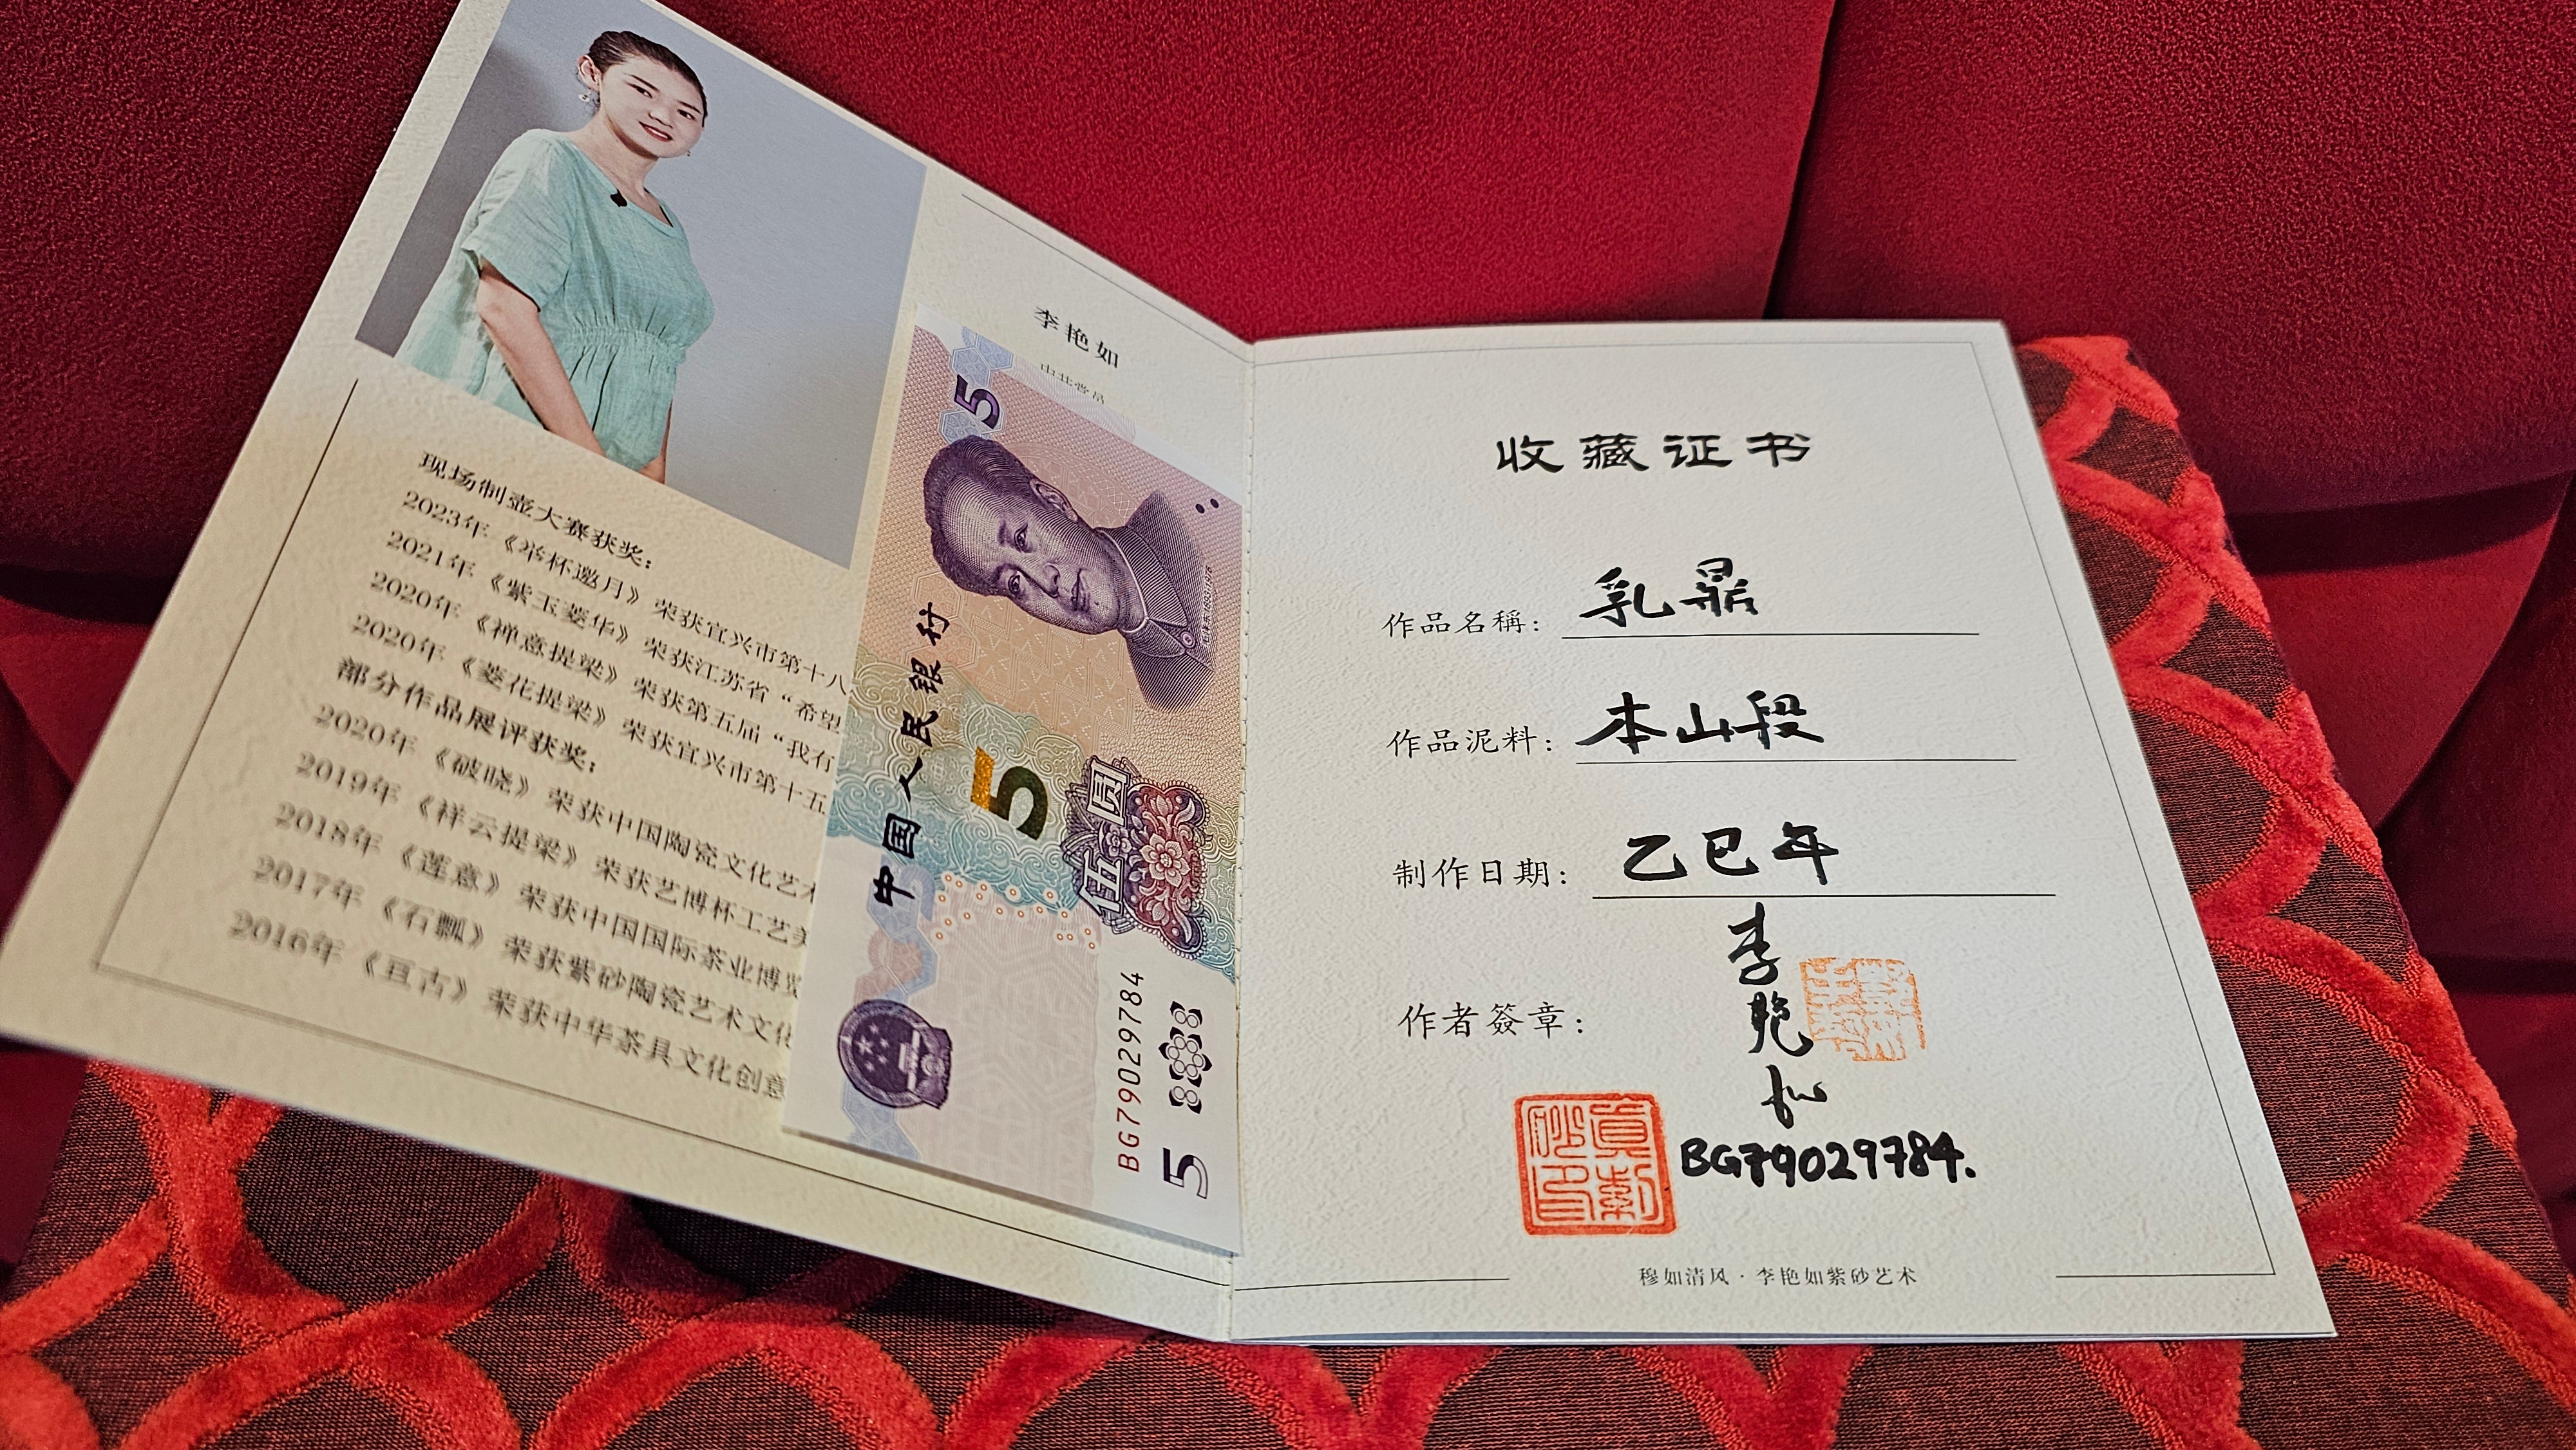 李艳如
现场制壶大赛获奖：
2023年《举杯邀月》荣获宜兴市第十八
2021年《紫玉菱华》荣获江苏省“希望
2020年《禅意提梁》荣获第五届“我有
2020年《菱花提梁》荣获宜兴市第十五
部分作品展评获奖：
2020年《破晓》荣获中国陶瓷文化艺术
2019年《祥云提梁》荣获艺博杯工艺美
2018年《莲意》荣获中国国际茶业博览
2017年《石瓢》荣获紫砂陶瓷艺术文化
2016年《亘古》荣获中华茶具文化创意
5
中国人民银行
5
伍圆
BG79029784
5
收藏证书
作品名稱：乳鼎
作品泥料：本山段
制作日期：乙巳年
作者簽章：李艳如
BG79029784.
穆如清风·李艳如紫砂艺术